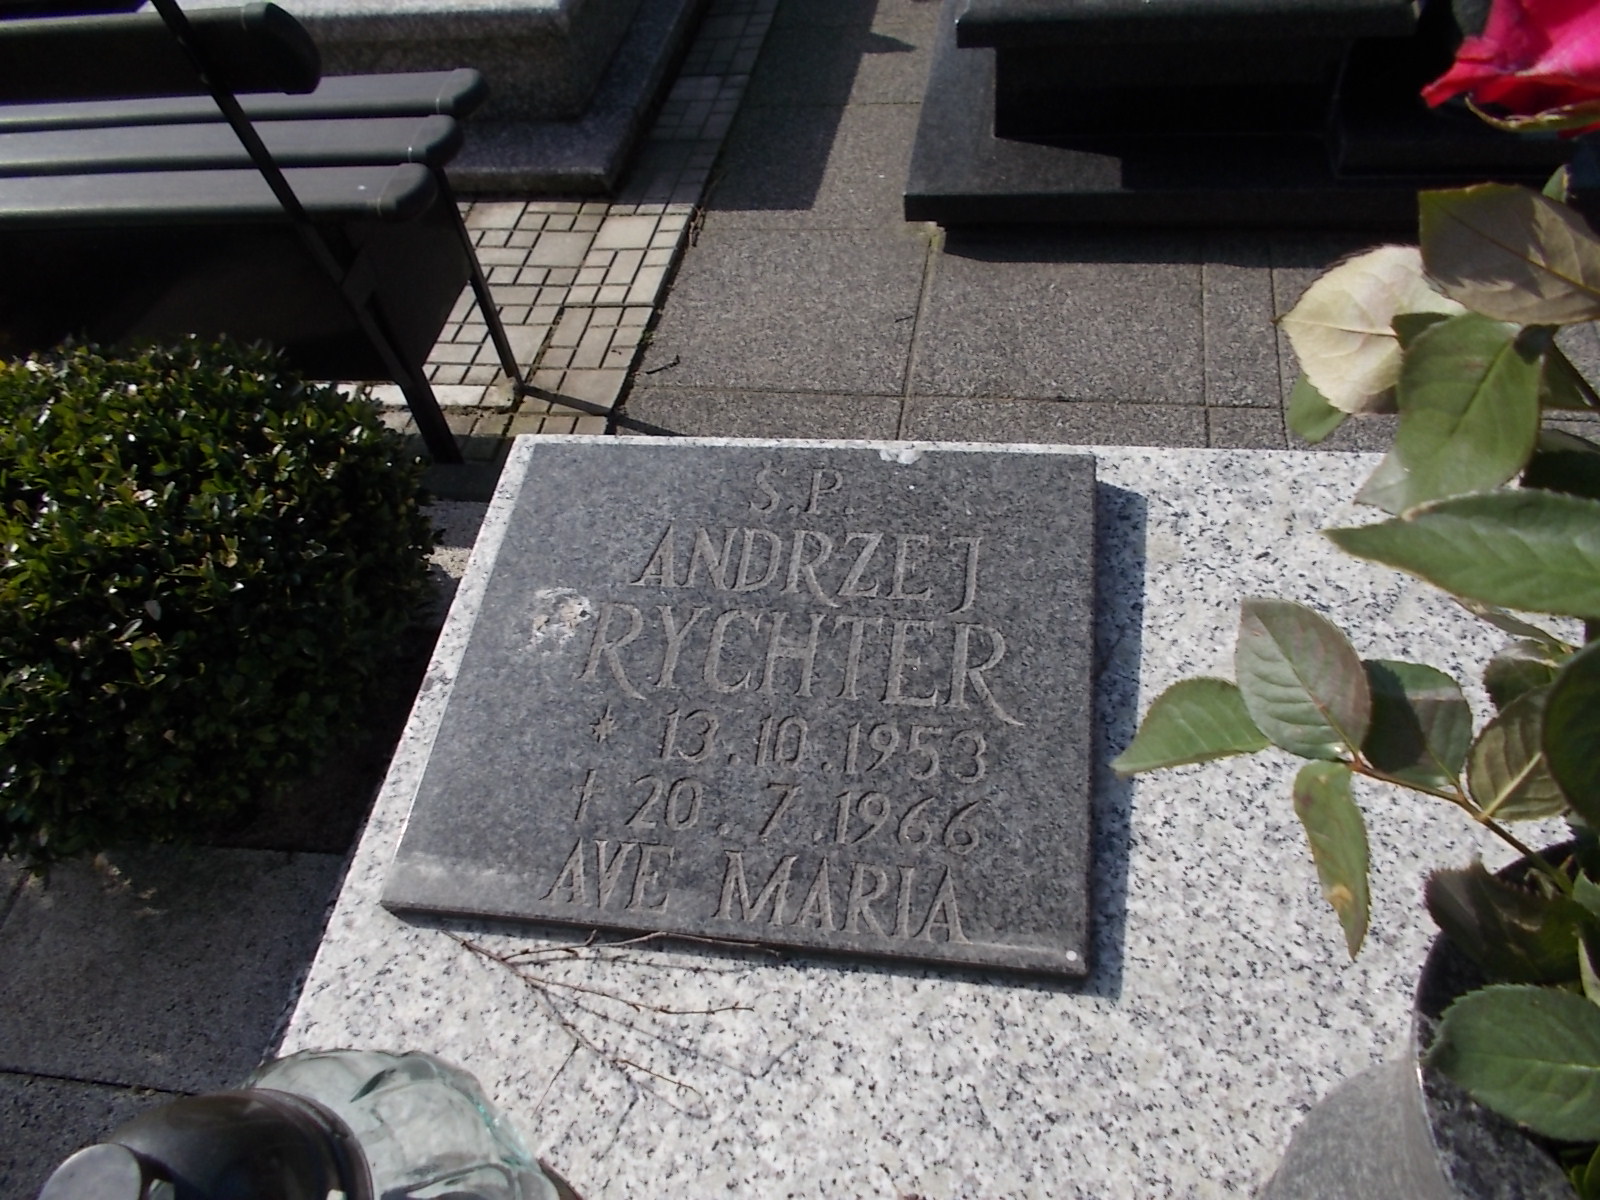 Ś.P.
ANDRZEJ
RYCHTER
* 13.10.1953
† 20.7.1966
AVE MARIA